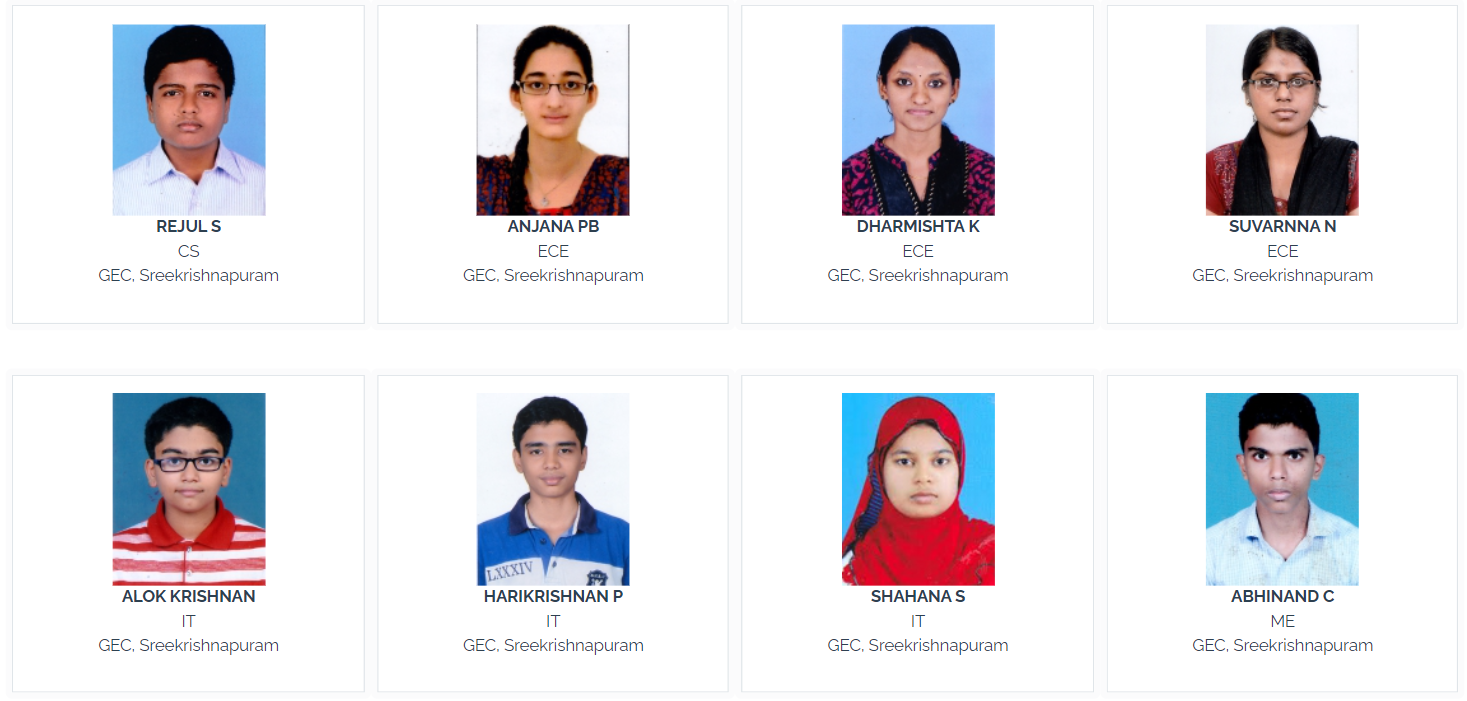 REJUL S
CS
GEC, Sreekrishnapuram
ANJANA PB
ECE
GEC, Sreekrishnapuram
DHARMISHTA K
ECE
GEC, Sreekrishnapuram
SUVARNNA N
ECE
GEC, Sreekrishnapuram
LXXXIV
ALOK KRISHNAN
IT
GEC, Sreekrishnapuram
HARIKRISHNAN P
IT
GEC, Sreekrishnapuram
SHAHANA S
IT
GEC, Sreekrishnapuram
ABHINAND C
ME
GEC, Sreekrishnapuram